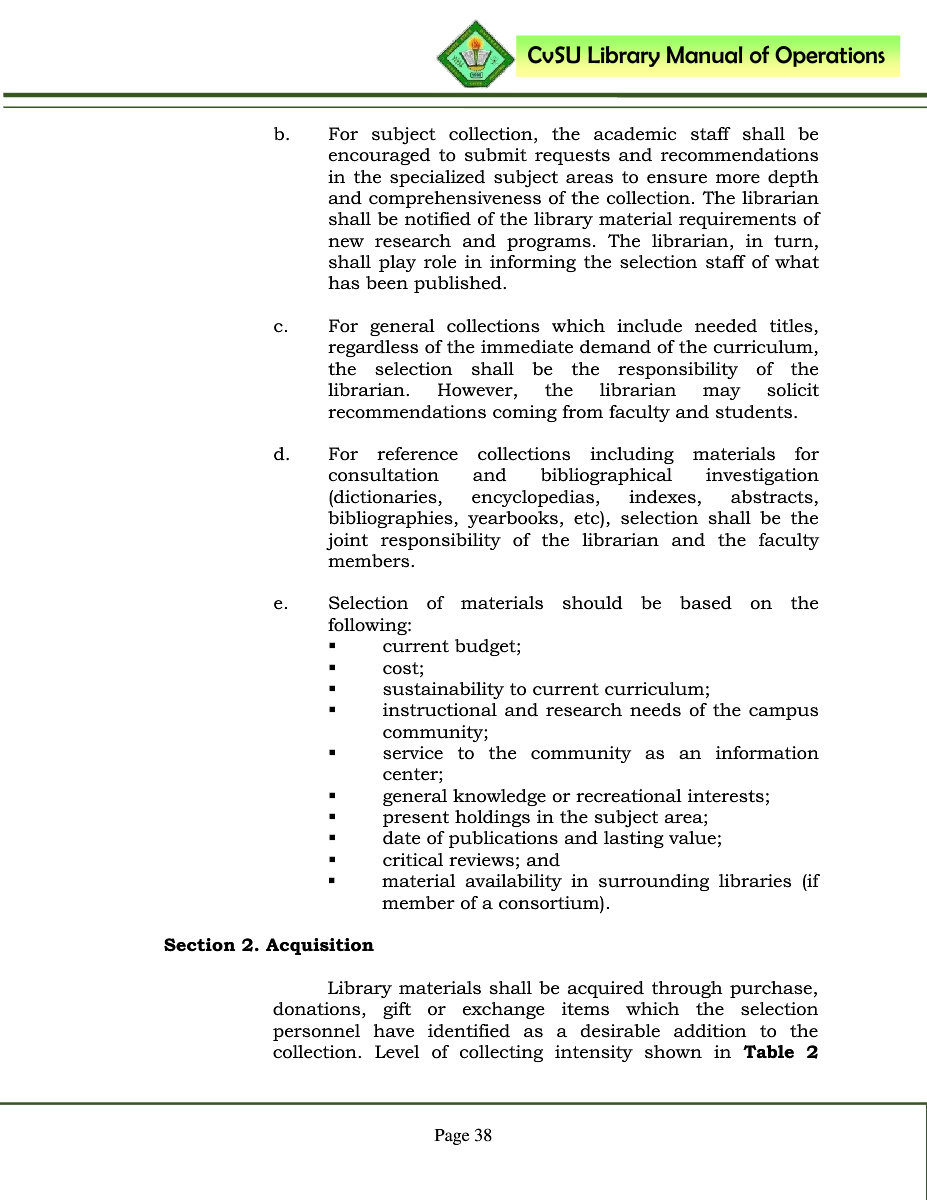 CvSU Library Manual of Operations
b. For subject collection, the academic staff shall be
encouraged to submit requests and recommendations
in the specialized subject areas to ensure more depth
and comprehensiveness of the collection. The librarian
shall be notified of the library material requirements of
new research and programs. The librarian, in turn,
shall play role in informing the selection staff of what
has been published.
c. For general collections which include needed titles,
regardless of the immediate demand of the curriculum,
the selection shall be the responsibility of the
librarian. However, the librarian may solicit
recommendations coming from faculty and students.
d. For reference collections including materials for
consultation and bibliographical investigation
(dictionaries, encyclopedias, indexes, abstracts,
bibliographies, yearbooks, etc), selection shall be the
joint responsibility of the librarian and the faculty
members.
e. Selection of materials should be based on the
following:
▪ current budget;
▪ cost;
▪ sustainability to current curriculum;
▪ instructional and research needs of the campus
community;
▪ service to the community as an information
center;
▪ general knowledge or recreational interests;
▪ present holdings in the subject area;
▪ date of publications and lasting value;
▪ critical reviews; and
▪ material availability in surrounding libraries (if
member of a consortium).
Section 2. Acquisition
Library materials shall be acquired through purchase,
donations, gift or exchange items which the selection
personnel have identified as a desirable addition to the
collection. Level of collecting intensity shown in Table 2
Page 38